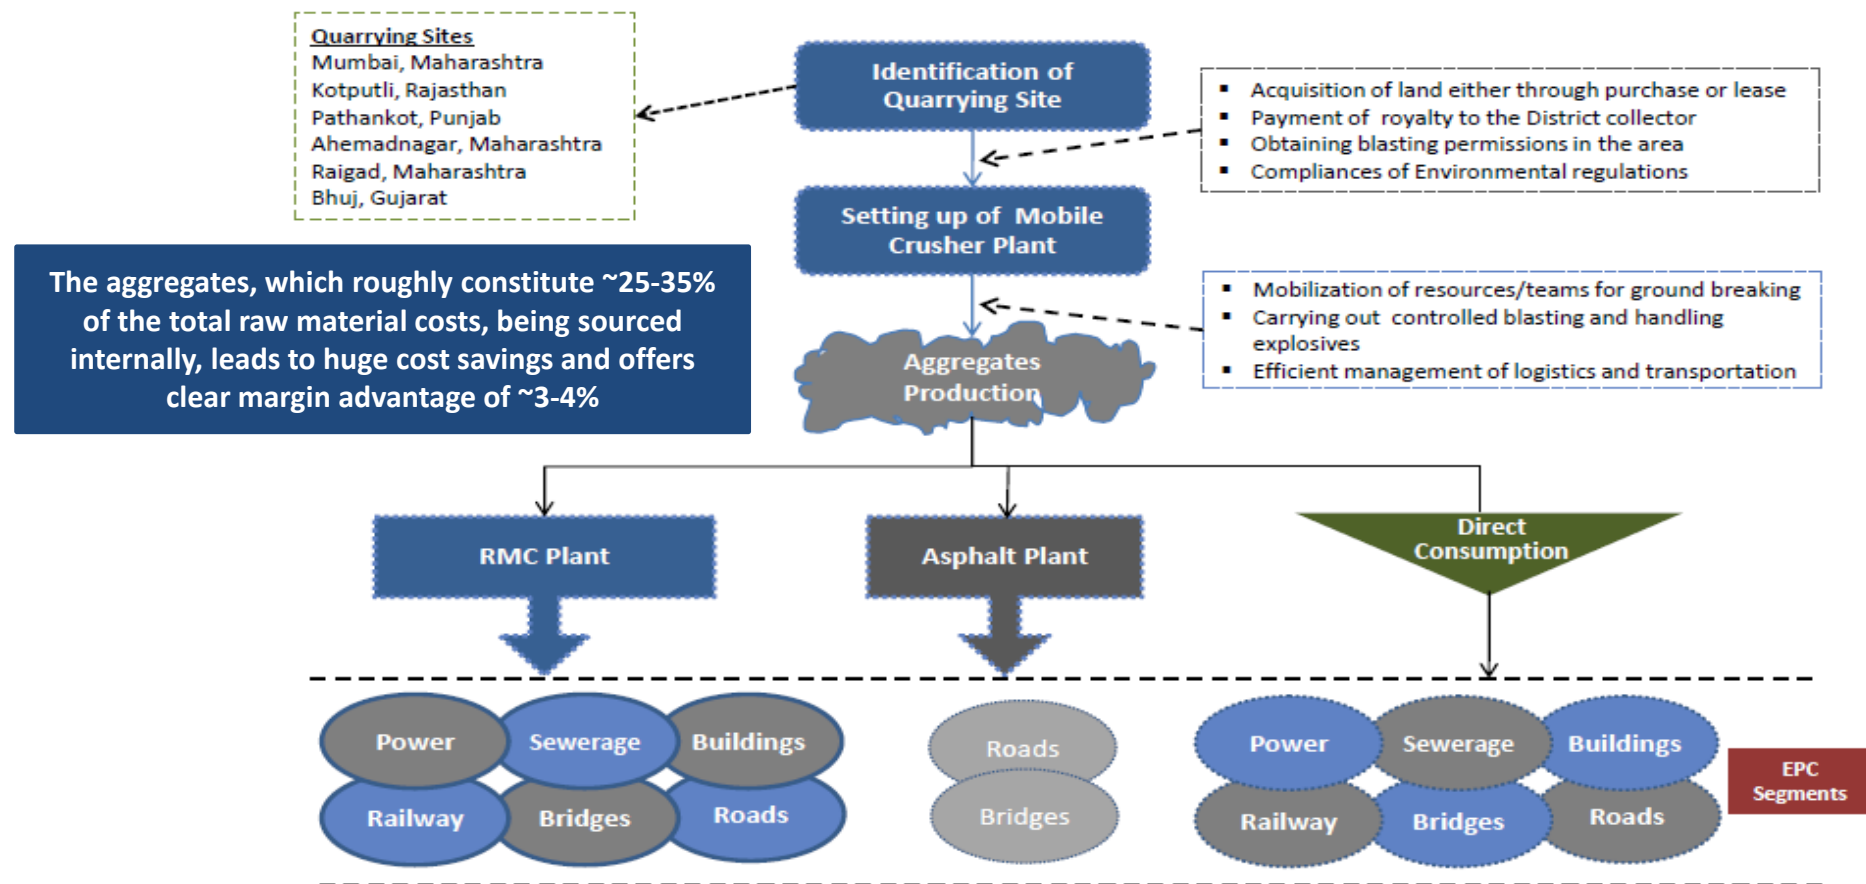 Quarrying Sites
Mumbai, Maharashtra
Kotputli, Rajasthan
Pathankot, Punjab
Ahemadnagar, Maharashtra
Raigad, Maharashtra
Bhuj, Gujarat
Identification of
Quarrying Site
▪ Acquisition of land either through purchase or lease
▪ Payment of royalty to the District collector
▪ Obtaining blasting permissions in the area
▪ Compliances of Environmental regulations
Setting up of Mobile
Crusher Plant
The aggregates, which roughly constitute ~25-35%
of the total raw material costs, being sourced
internally, leads to huge cost savings and offers
clear margin advantage of ~3-4%
▪ Mobilization of resources/teams for ground breaking
▪ Carrying out controlled blasting and handling
explosives
▪ Efficient management of logistics and transportation
Aggregates
Production
RMC Plant
Asphalt Plant
Direct
Consumption
Power
Sewerage
Buildings
Railway
Bridges
Roads
Roads
Bridges
Power
Sewerage
Buildings
Railway
Bridges
Roads
EPC
Segments